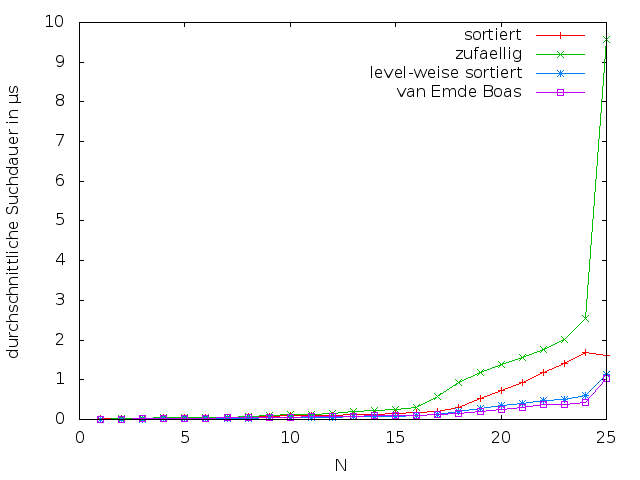 10
9
8
7
6
5
4
3
2
1
0
durchschnittliche Suchdauer in µs
sortiert
zufaellig
level-weise sortiert
van Emde Boas
0 5 10 15 20 25
N